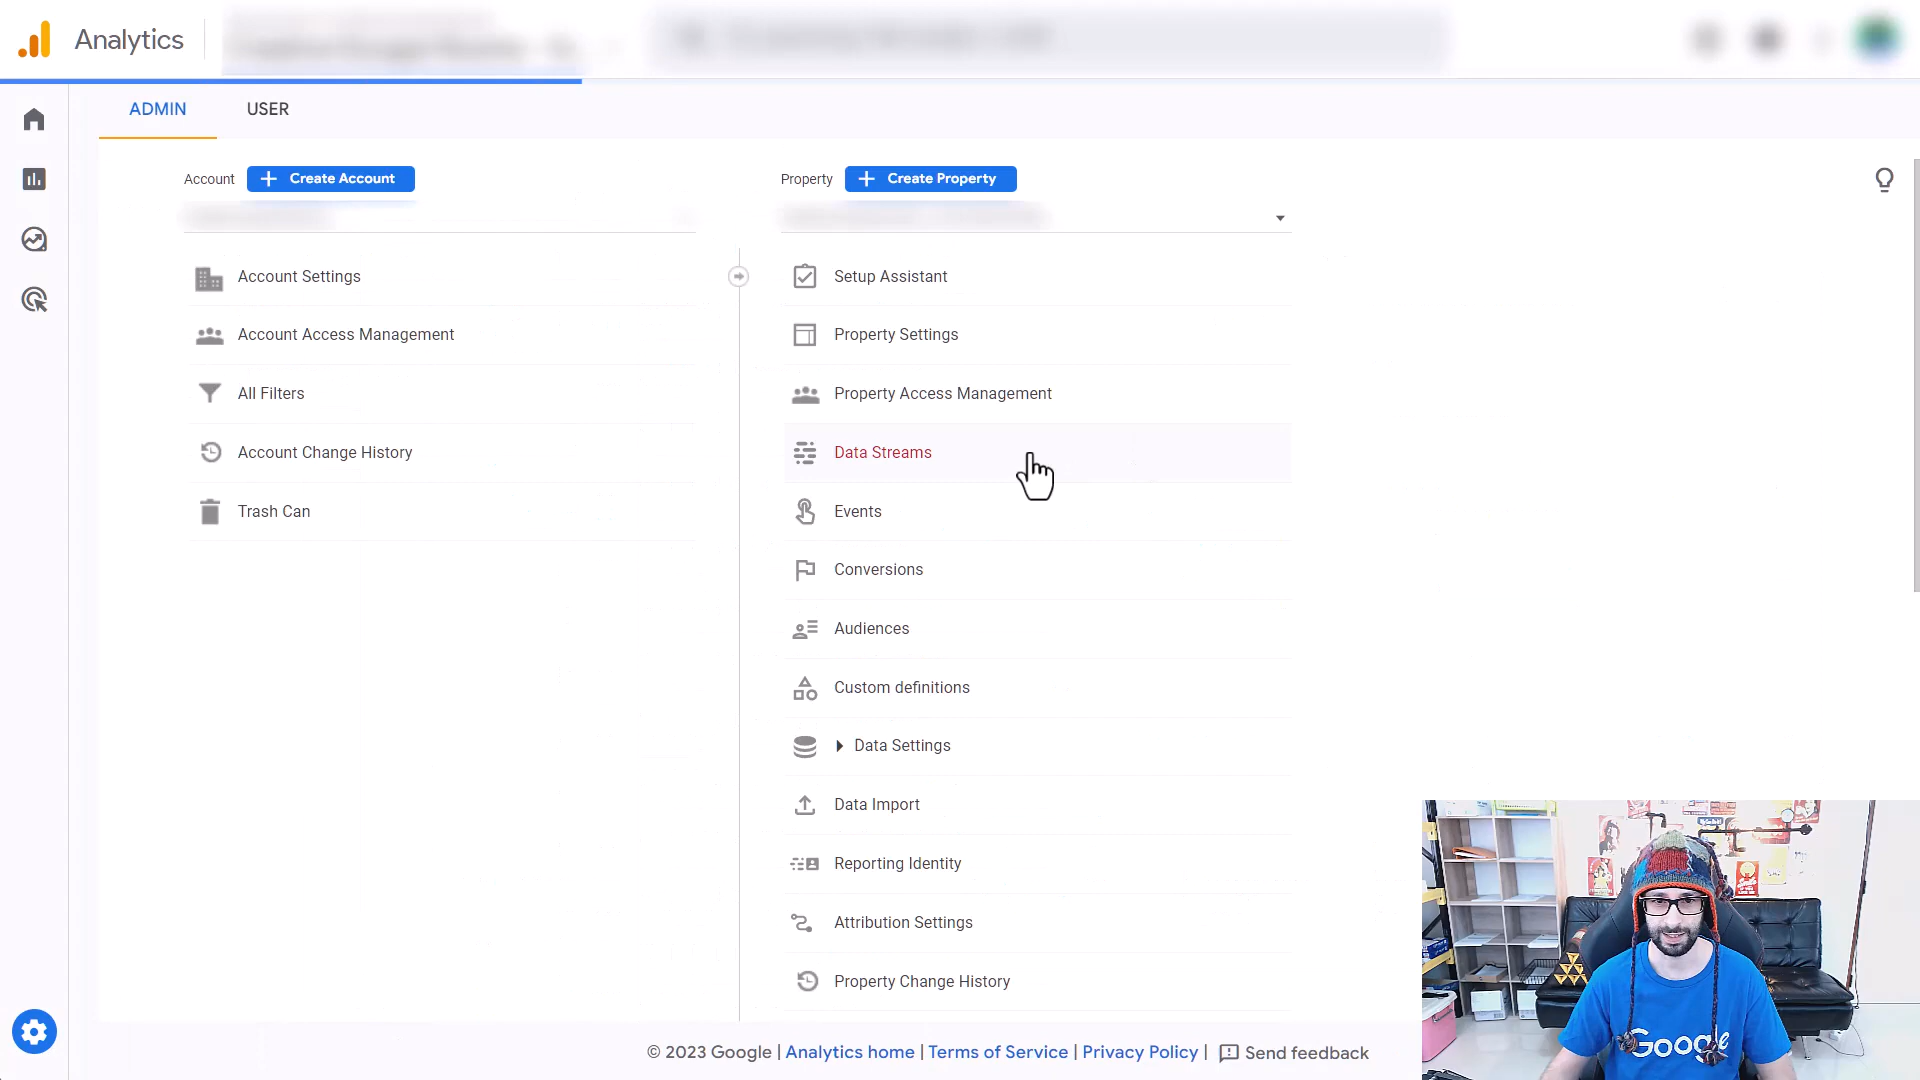 Analytics
ADMIN
USER
Account
Create Account
Property
Create Property
Account Settings
Account Access Management
All Filters
Account Change History
Trash Can
Setup Assistant
Property Settings
Property Access Management
Data Streams
Events
Conversions
Audiences
Custom definitions
Data Settings
Data Import
Reporting Identity
Attribution Settings
Property Change History
© 2023 Google | Analytics home | Terms of Service | Privacy Policy | Send feedback
Google